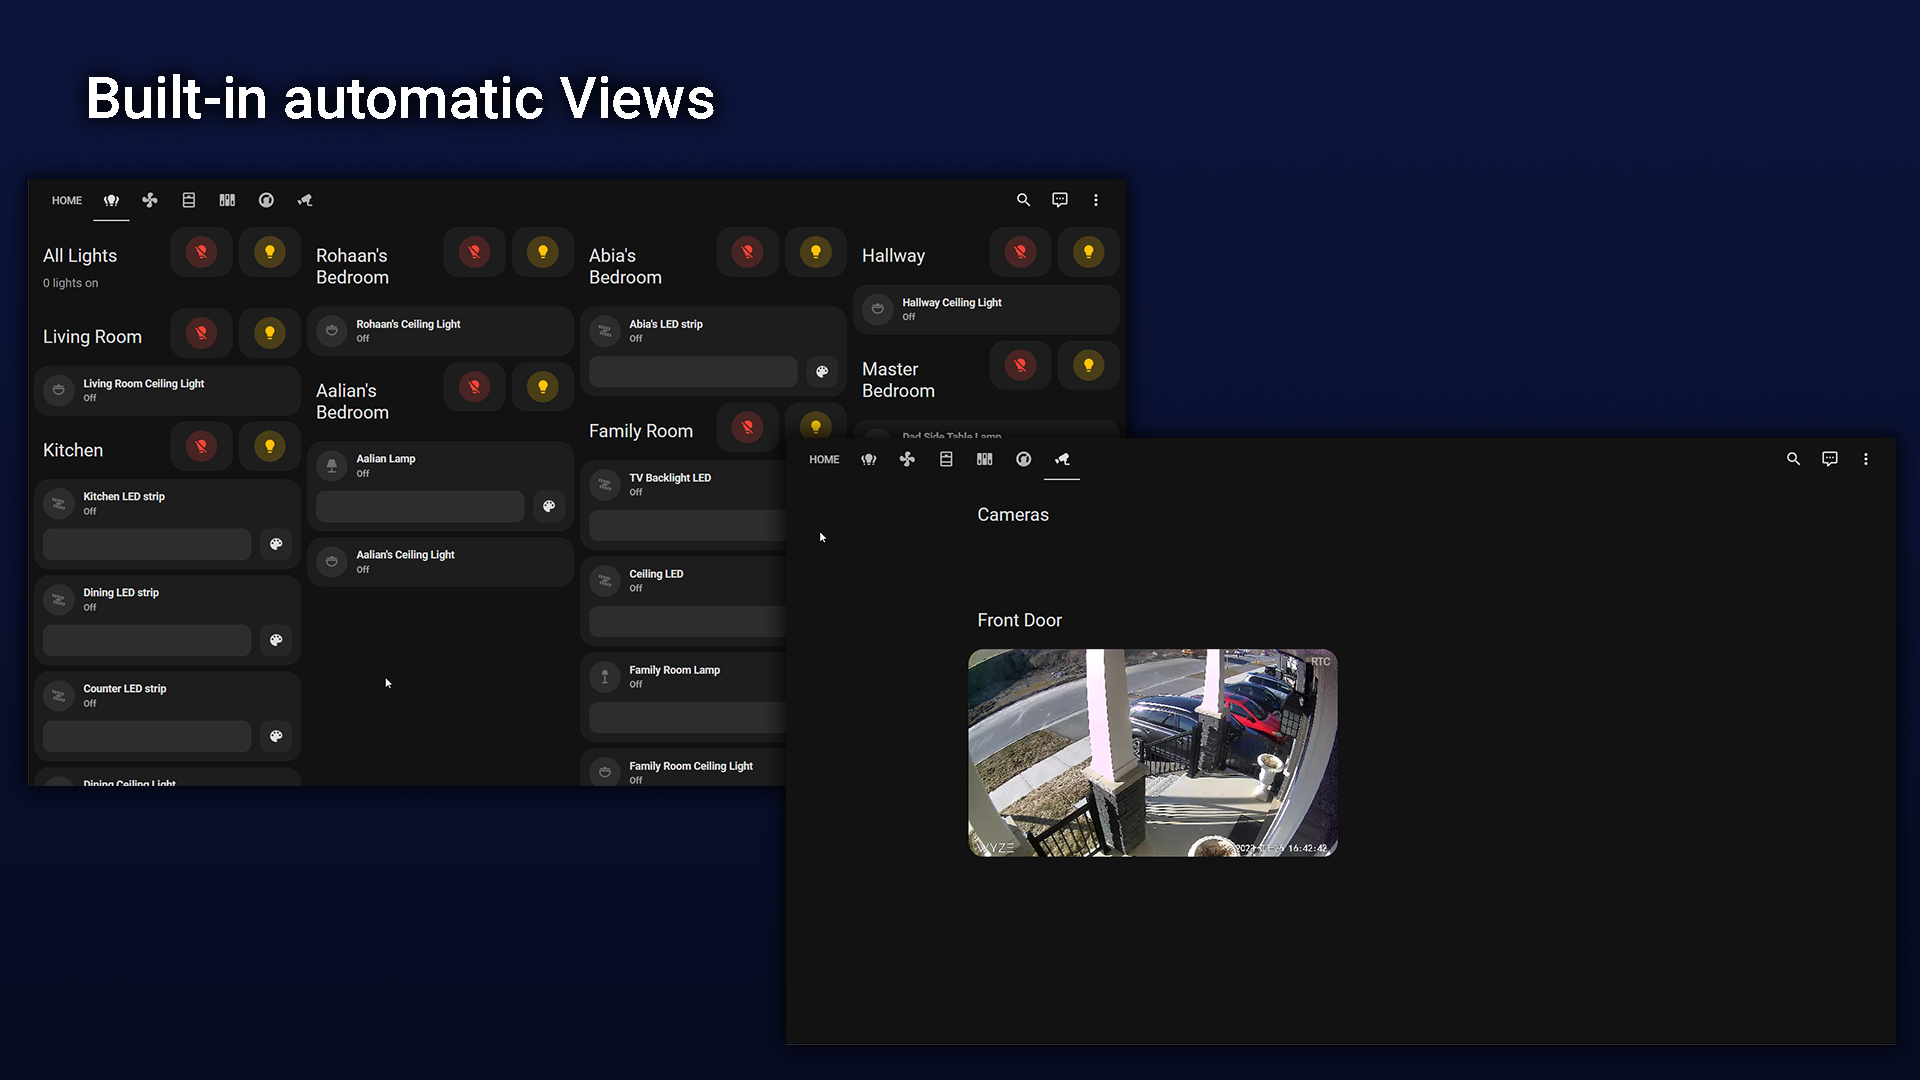 Built-in automatic Views
HOME
All Lights
0 lights on
Living Room
Living Room Ceiling Light
Off
Kitchen
Kitchen LED strip
Off
Dining LED strip
Off
Counter LED strip
Off
Dining Ceiling Light
Rohaan's
Bedroom
Rohaan's Ceiling Light
Off
Aalian's
Bedroom
Aalian Lamp
Off
Aalian's Ceiling Light
Off
Abia's
Bedroom
Abia's LED strip
Off
Family Room
TV Backlight LED
Off
Ceiling LED
Off
Family Room Lamp
Off
Family Room Ceiling Light
Off
Hallway
Hallway Ceiling Light
Off
Master
Bedroom
Dad Side Table Lamp
HOME
Cameras
Front Door
RTC
WYZE
16:42:42